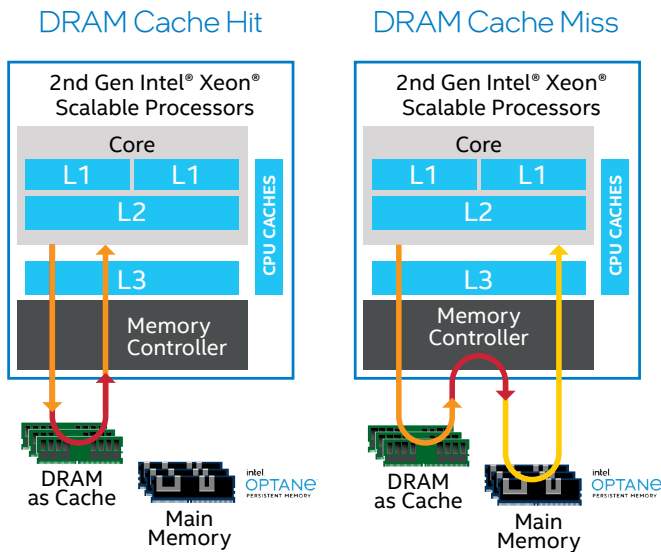 DRAM Cache Hit
2nd Gen Intel® Xeon®
Scalable Processors
Core
L1
L1
L2
L3
CPU CACHES
Memory
Controller
DRAM
as Cache
intel
OPTANE
PERSISTENT MEMORY
Main
Memory
DRAM Cache Miss
2nd Gen Intel® Xeon®
Scalable Processors
Core
L1
L1
L2
L3
CPU CACHES
Memory
Controller
DRAM
as Cache
intel
OPTANE
PERSISTENT MEMORY
Main
Memory